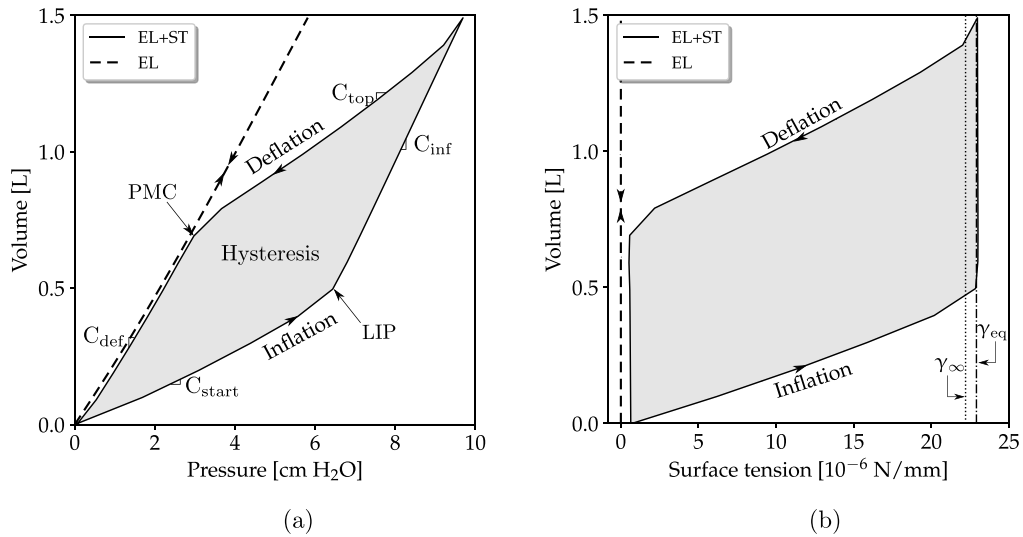 1.5
1.0
0.5
0.0
Volume [L]
EL+ST
EL
C_top
C_inf
Deflation
PMC
Hysteresis
C_def
LIP
Inflation
C_start
0 2 4 6 8 10
Pressure [cm H₂O]
(a)
1.5
1.0
0.5
0.0
Volume [L]
EL+ST
EL
Deflation
γ_eq
γ_∞
Inflation
0 5 10 15 20 25
Surface tension [10⁻⁶ N/mm]
(b)